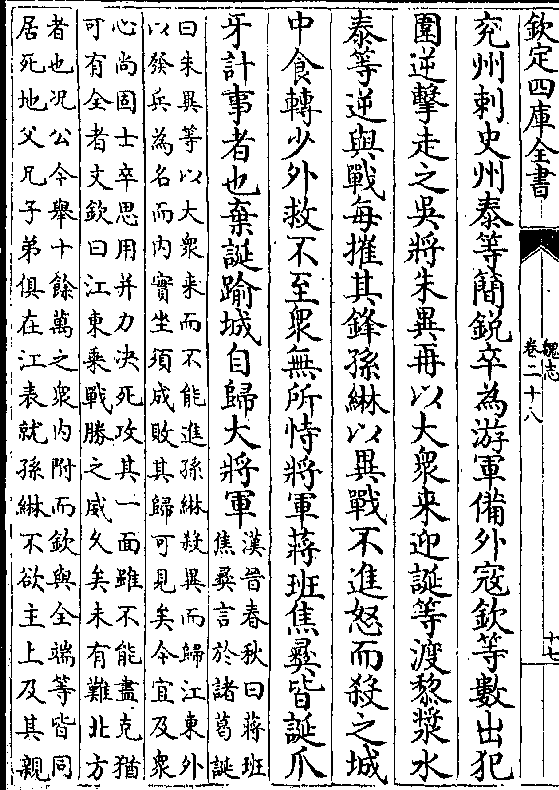 欽定四庫全書
魏志
卷二十八
十七
兖州刺史州泰等簡銳卒為游軍備外寇欽等數出犯
圍逆擊走之吳將朱異再以大衆来迎誕等渡黎漿水
泰等逆與戰每摧其鋒孫綝以異戰不進怒而殺之城
中食轉少外救不至衆無所恃將軍蔣班焦彝皆誕爪
牙計事者也棄誕踰城自歸大將軍
漢晉春秋曰蔣班
焦彝言於諸葛誕
曰朱異等以大衆来而不能進孫綝殺異而歸江東外
以發兵為名而内實坐須成敗其歸可見矣今宜及衆
心尚固士卒思用并力决死攻其一面雖不能盡克猶
可有全者文欽曰江東乗戰勝之威久矣未有難北方
者也况公今舉十餘萬之衆内附而欽與全端等皆同
居死地父兄子弟俱在江表就孫綝不欲主上及其親